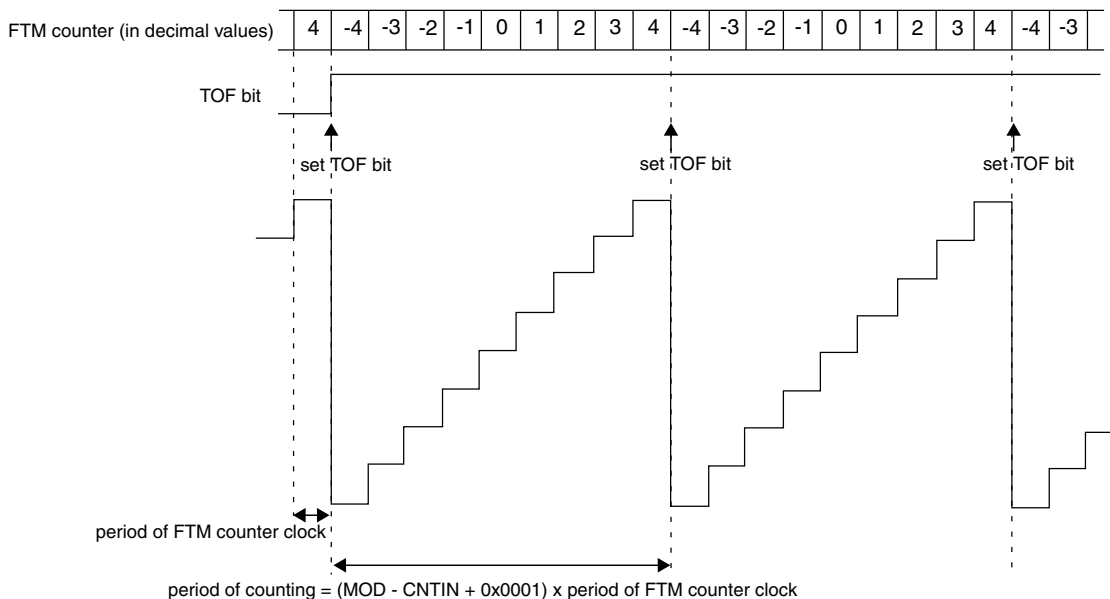 FTM counter (in decimal values) 4 -4 -3 -2 -1 0 1 2 3 4 -4 -3 -2 -1 0 1 2 3 4 -4 -3
TOF bit
set TOF bit set TOF bit set TOF bit
period of FTM counter clock
period of counting = (MOD - CNTIN + 0x0001) x period of FTM counter clock